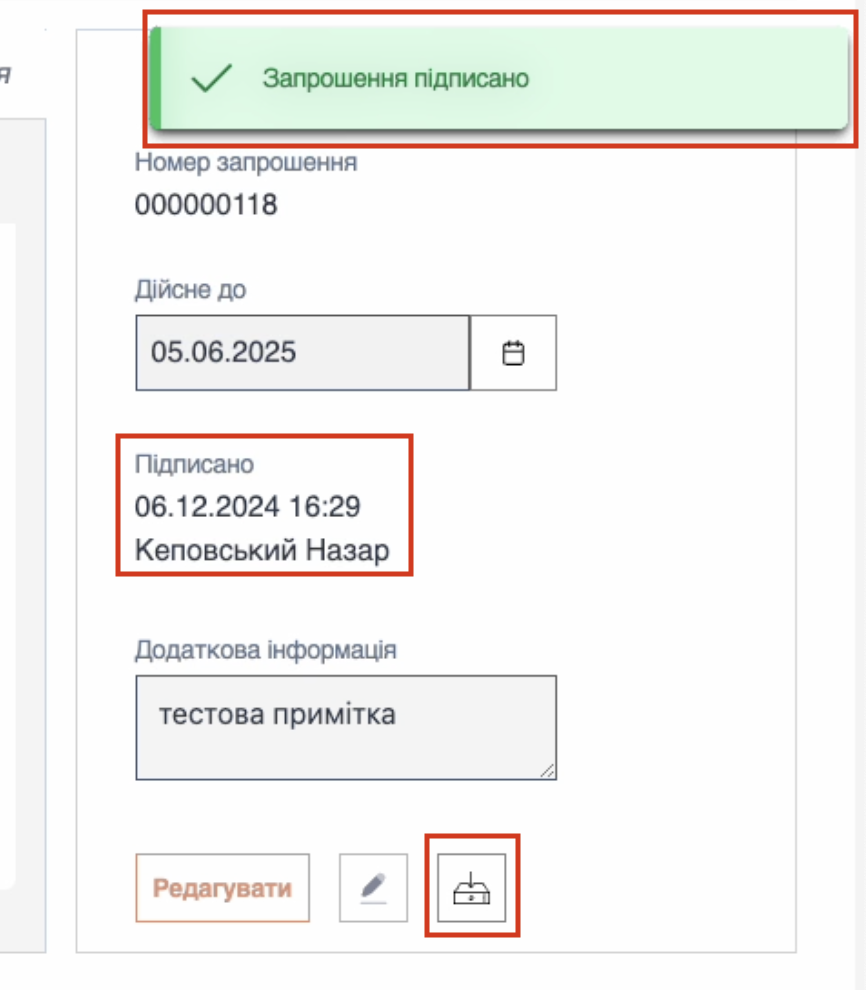 я
Запрошення підписано
Номер запрошення
000000118
Дійсне до
05.06.2025
Підписано
06.12.2024 16:29
Кеповський Назар
Додаткова інформація
тестова примітка
Редагувати